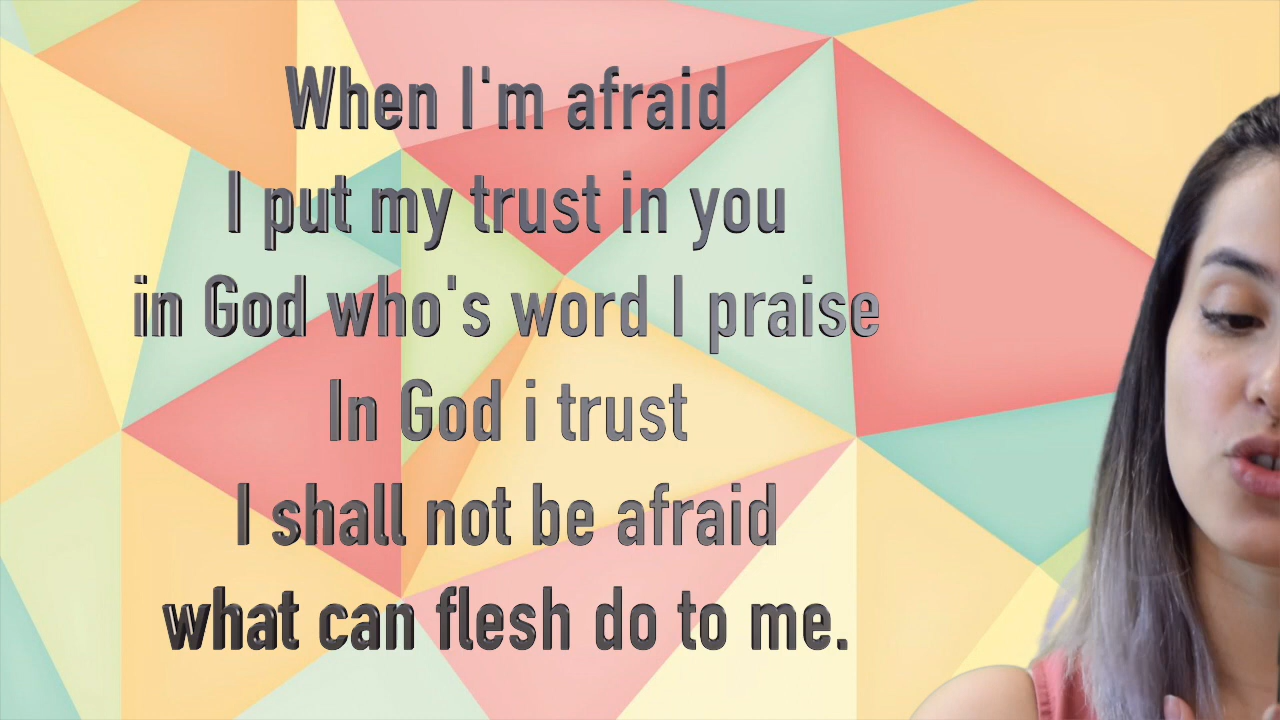 When I'm afraid
I put my trust in you
in God who's word I praise
In God i trust
I shall not be afraid
what can flesh do to me.